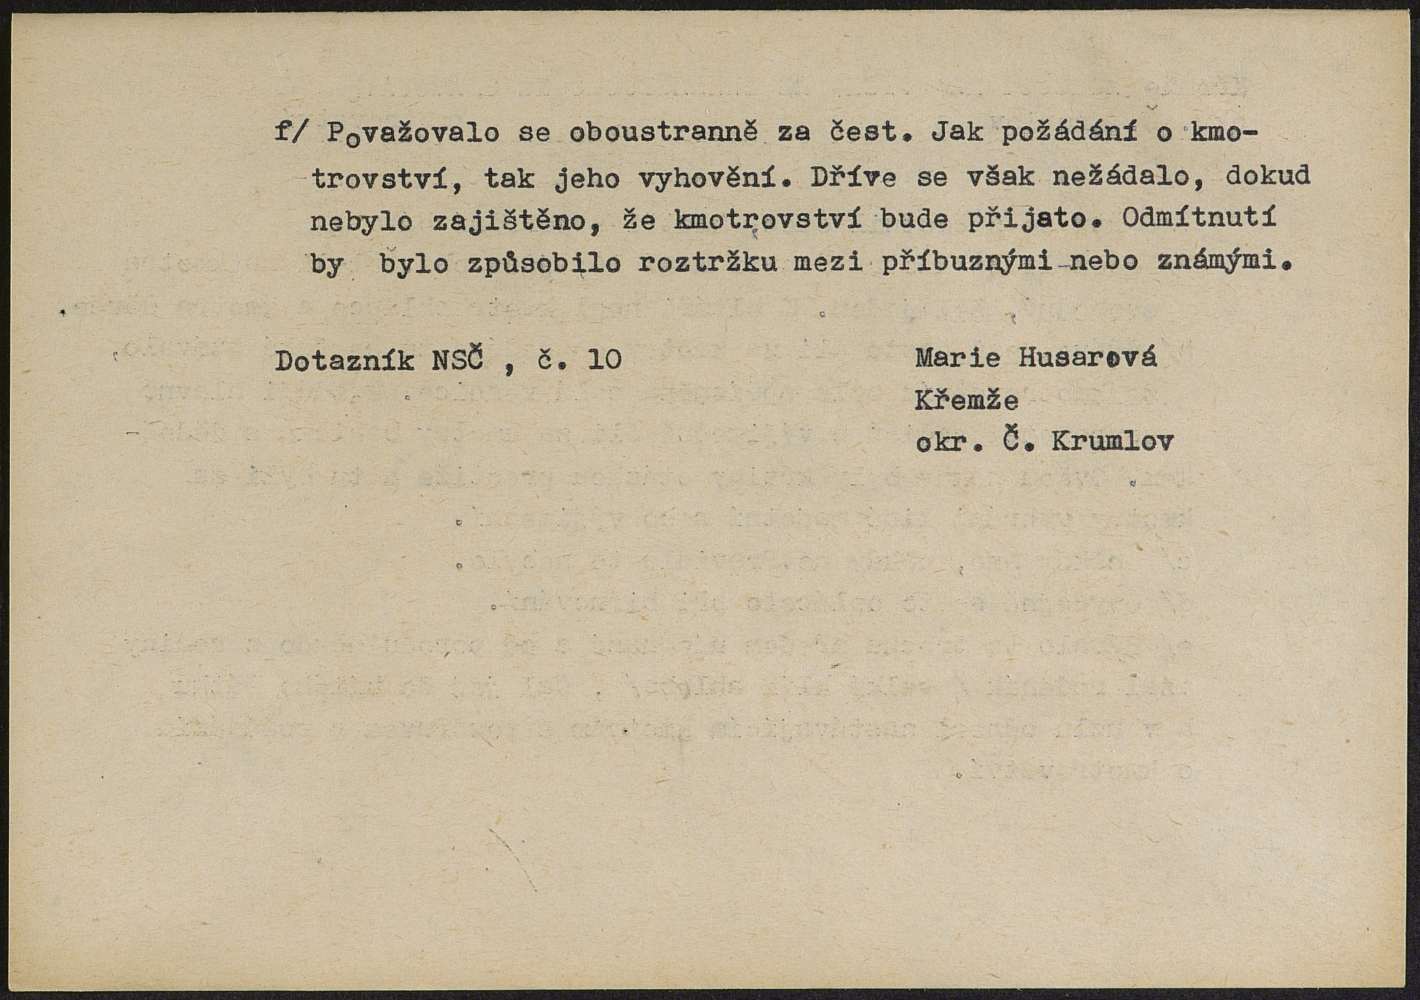 f/ Považovalo se oboustranně za čest. Jak požádání o kmo-
trovství, tak jeho vyhovění. Dříve se však nežádalo, dokud
nebylo zajištěno, že kmotrovství bude přijato. Odmítnutí
by bylo způsobilo roztržku mezi příbuznými nebo známými.
Dotazník NSČ , č. 10
Marie Husarová
Křemže
okr. Č. Krumlov